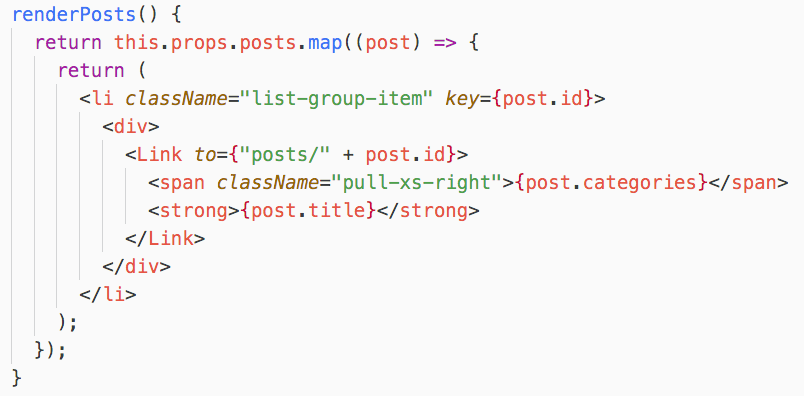 renderPosts() {
  return this.props.posts.map((post) => {
    return (
      <li className="list-group-item" key={post.id}>
        <div>
          <Link to={"posts/" + post.id}>
            <span className="pull-xs-right">{post.categories}</span>
            <strong>{post.title}</strong>
          </Link>
        </div>
      </li>
    );
  });
}